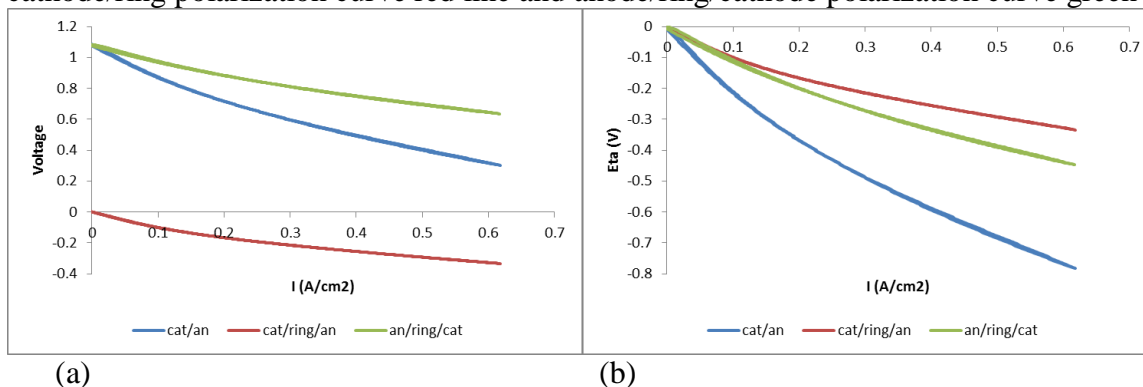 cathode/ring polarization curve red line and anode/ring/cathode polarization curve green
1.2
1
0.8
0.6
0.4
0.2
0
-0.2
-0.4
Voltage
0 0.1 0.2 0.3 0.4 0.5 0.6 0.7
I (A/cm2)
cat/an cat/ring/an an/ring/cat
0
-0.1
-0.2
-0.3
-0.4
-0.5
-0.6
-0.7
-0.8
Eta (V)
0 0.1 0.2 0.3 0.4 0.5 0.6 0.7
I (A/cm2)
cat/an cat/ring/an an/ring/cat
(a) (b)